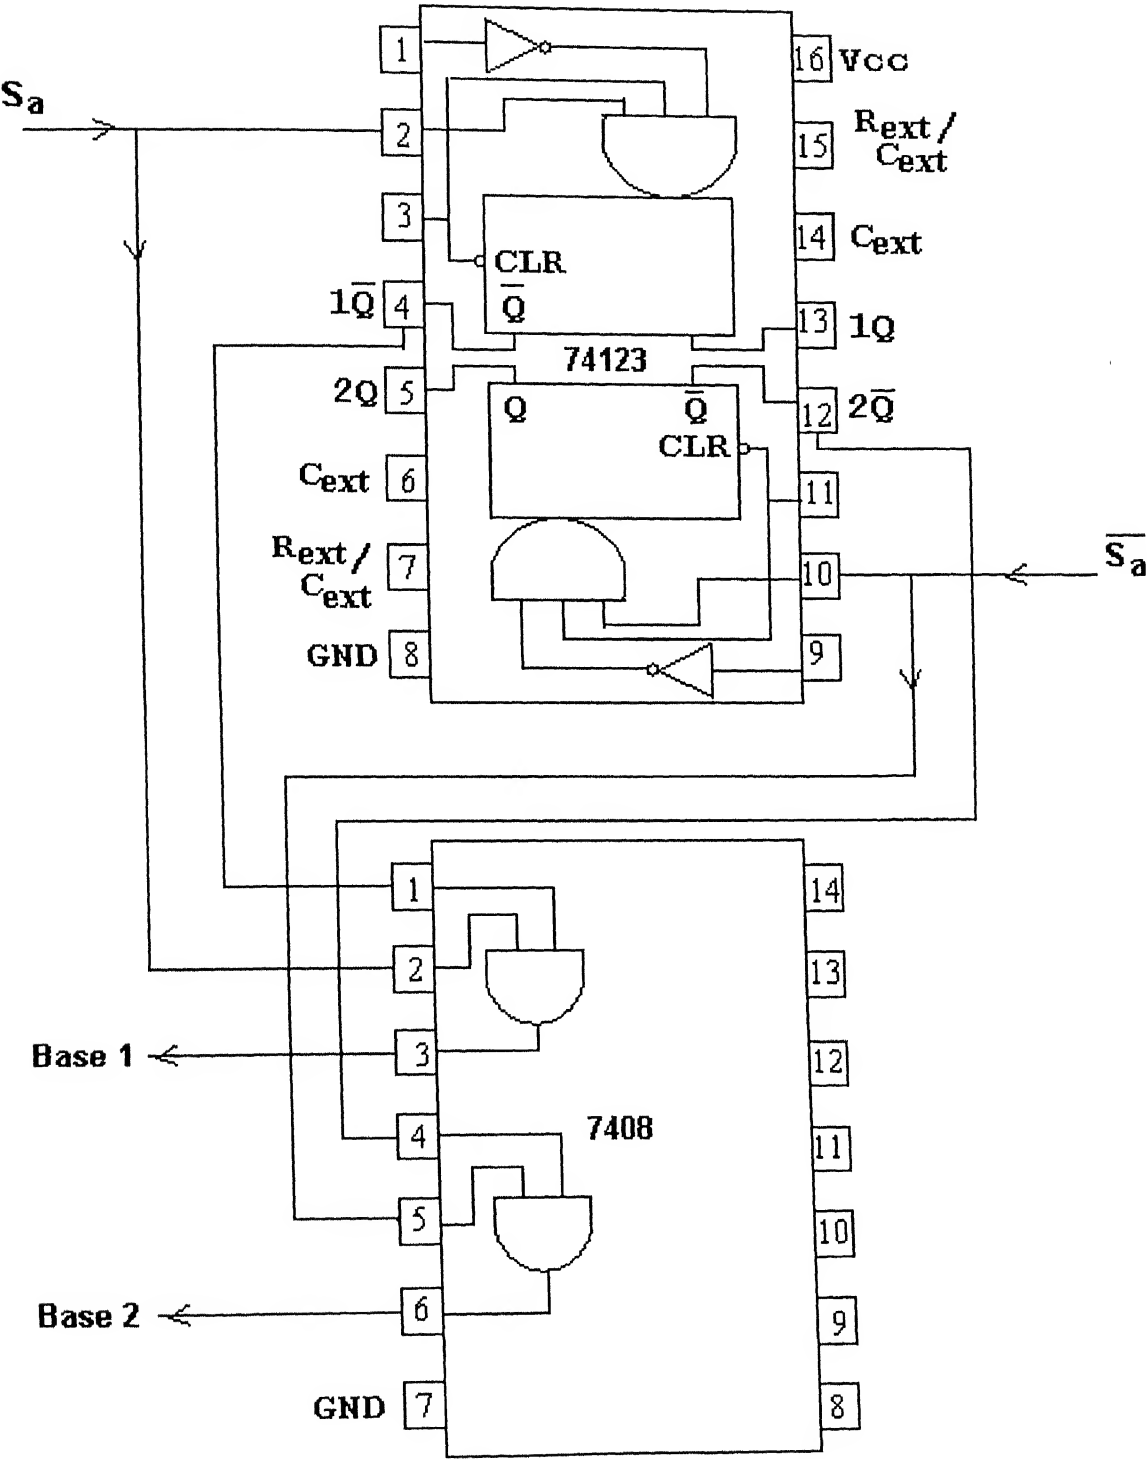 1
16 Vcc
Sa
2
Rext/
Cext
15
3
14 Cext
CLR
Q̅
1Q̅ 4
13 1Q
74123
2Q 5
12 2Q̅
Q
Q̅
CLR
Cext 6
11
Rext/
Cext
7
10
S̅a̅
GND 8
9
1
14
2
13
Base 1
3
12
4
7408
11
5
10
Base 2
6
9
GND 7
8